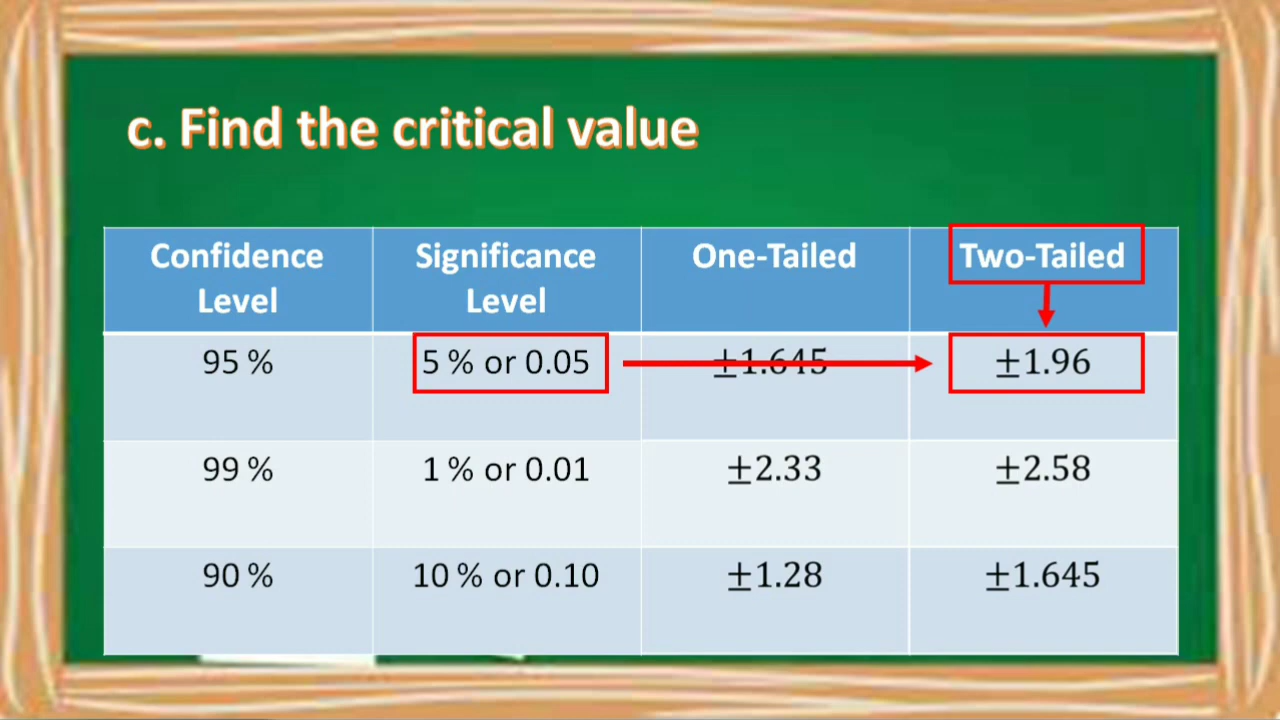 c. Find the critical value
Confidence Level Significance Level One-Tailed Two-Tailed
95 % 5 % or 0.05 ±1.645 ±1.96
99 % 1 % or 0.01 ±2.33 ±2.58
90 % 10 % or 0.10 ±1.28 ±1.645